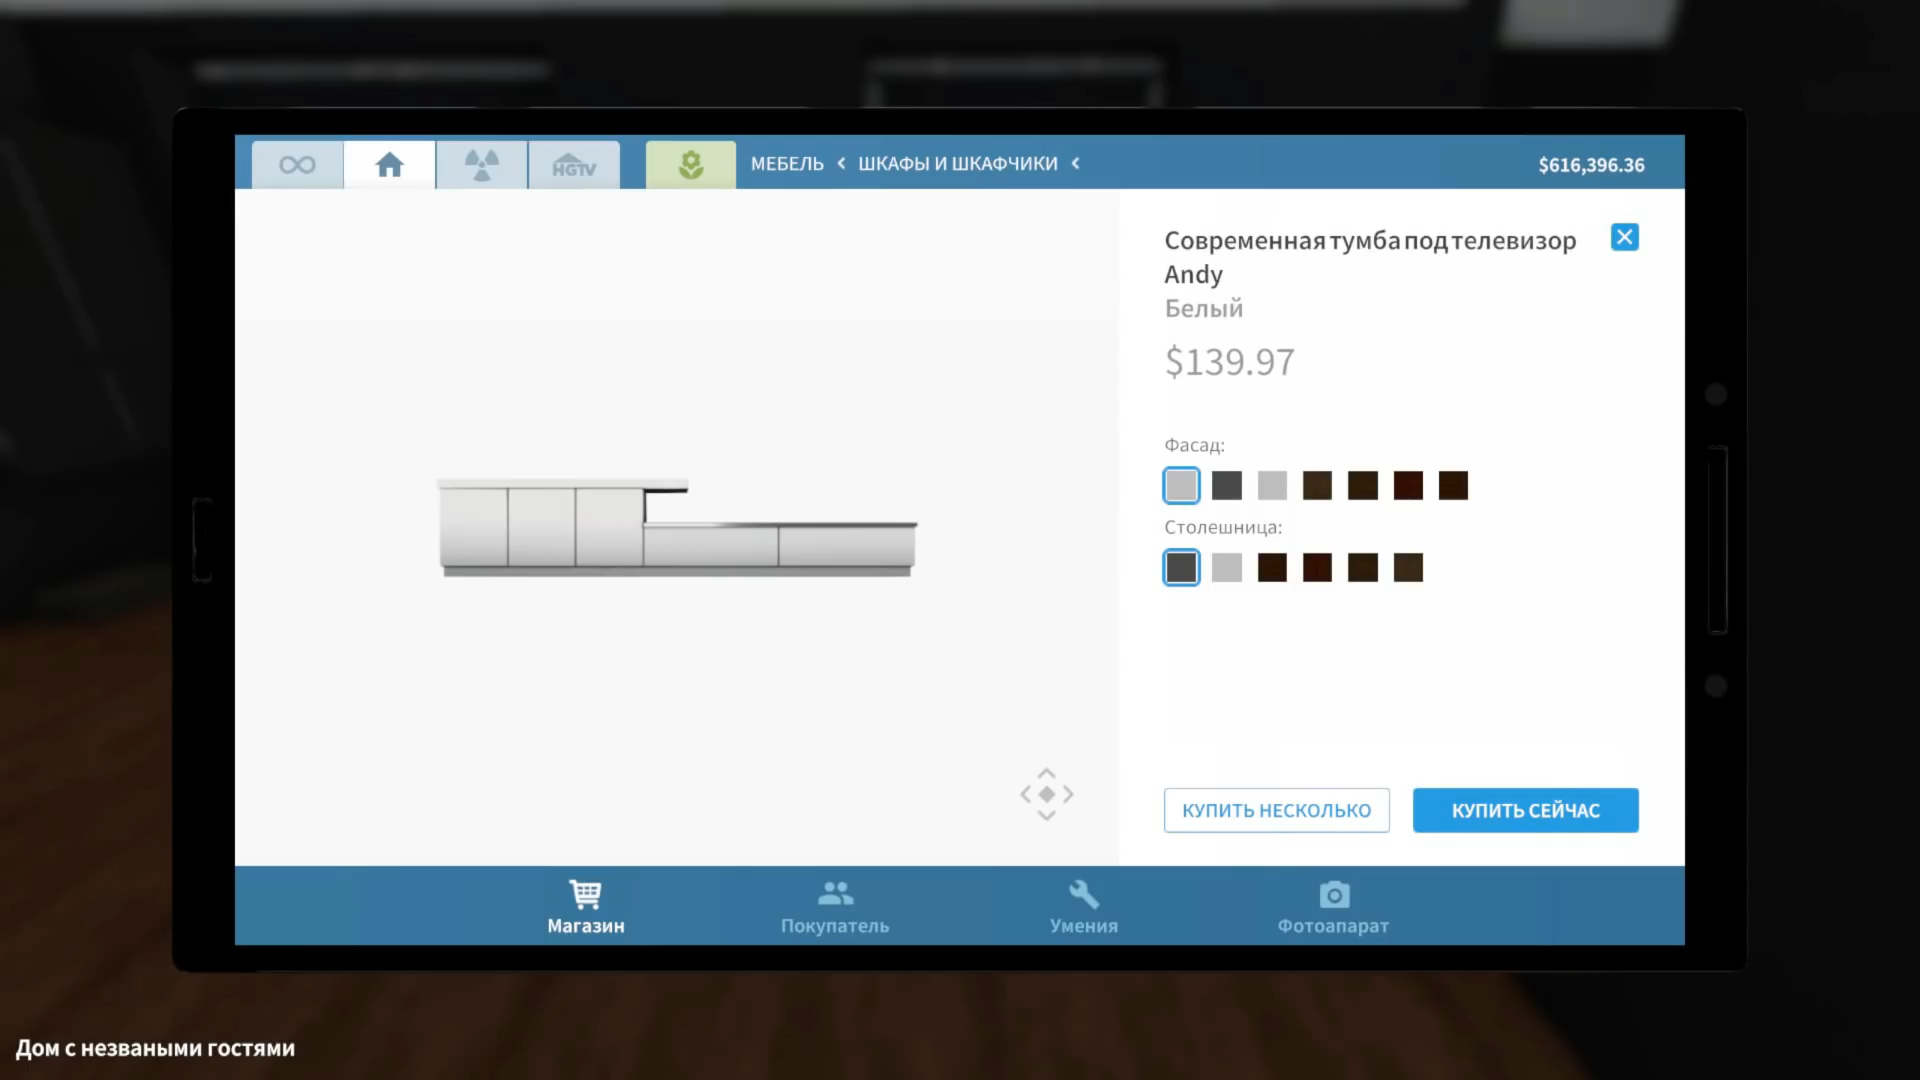 HGTV
МЕБЕЛЬ < ШКАФЫ И ШКАФЧИКИ <
$616,396.36
Современная тумба под телевизор
Andy
Белый
$139.97
Фасад:
Столешница:
КУПИТЬ НЕСКОЛЬКО
КУПИТЬ СЕЙЧАС
Магазин
Покупатель
Умения
Фотоапарат
Дом с незваными гостями